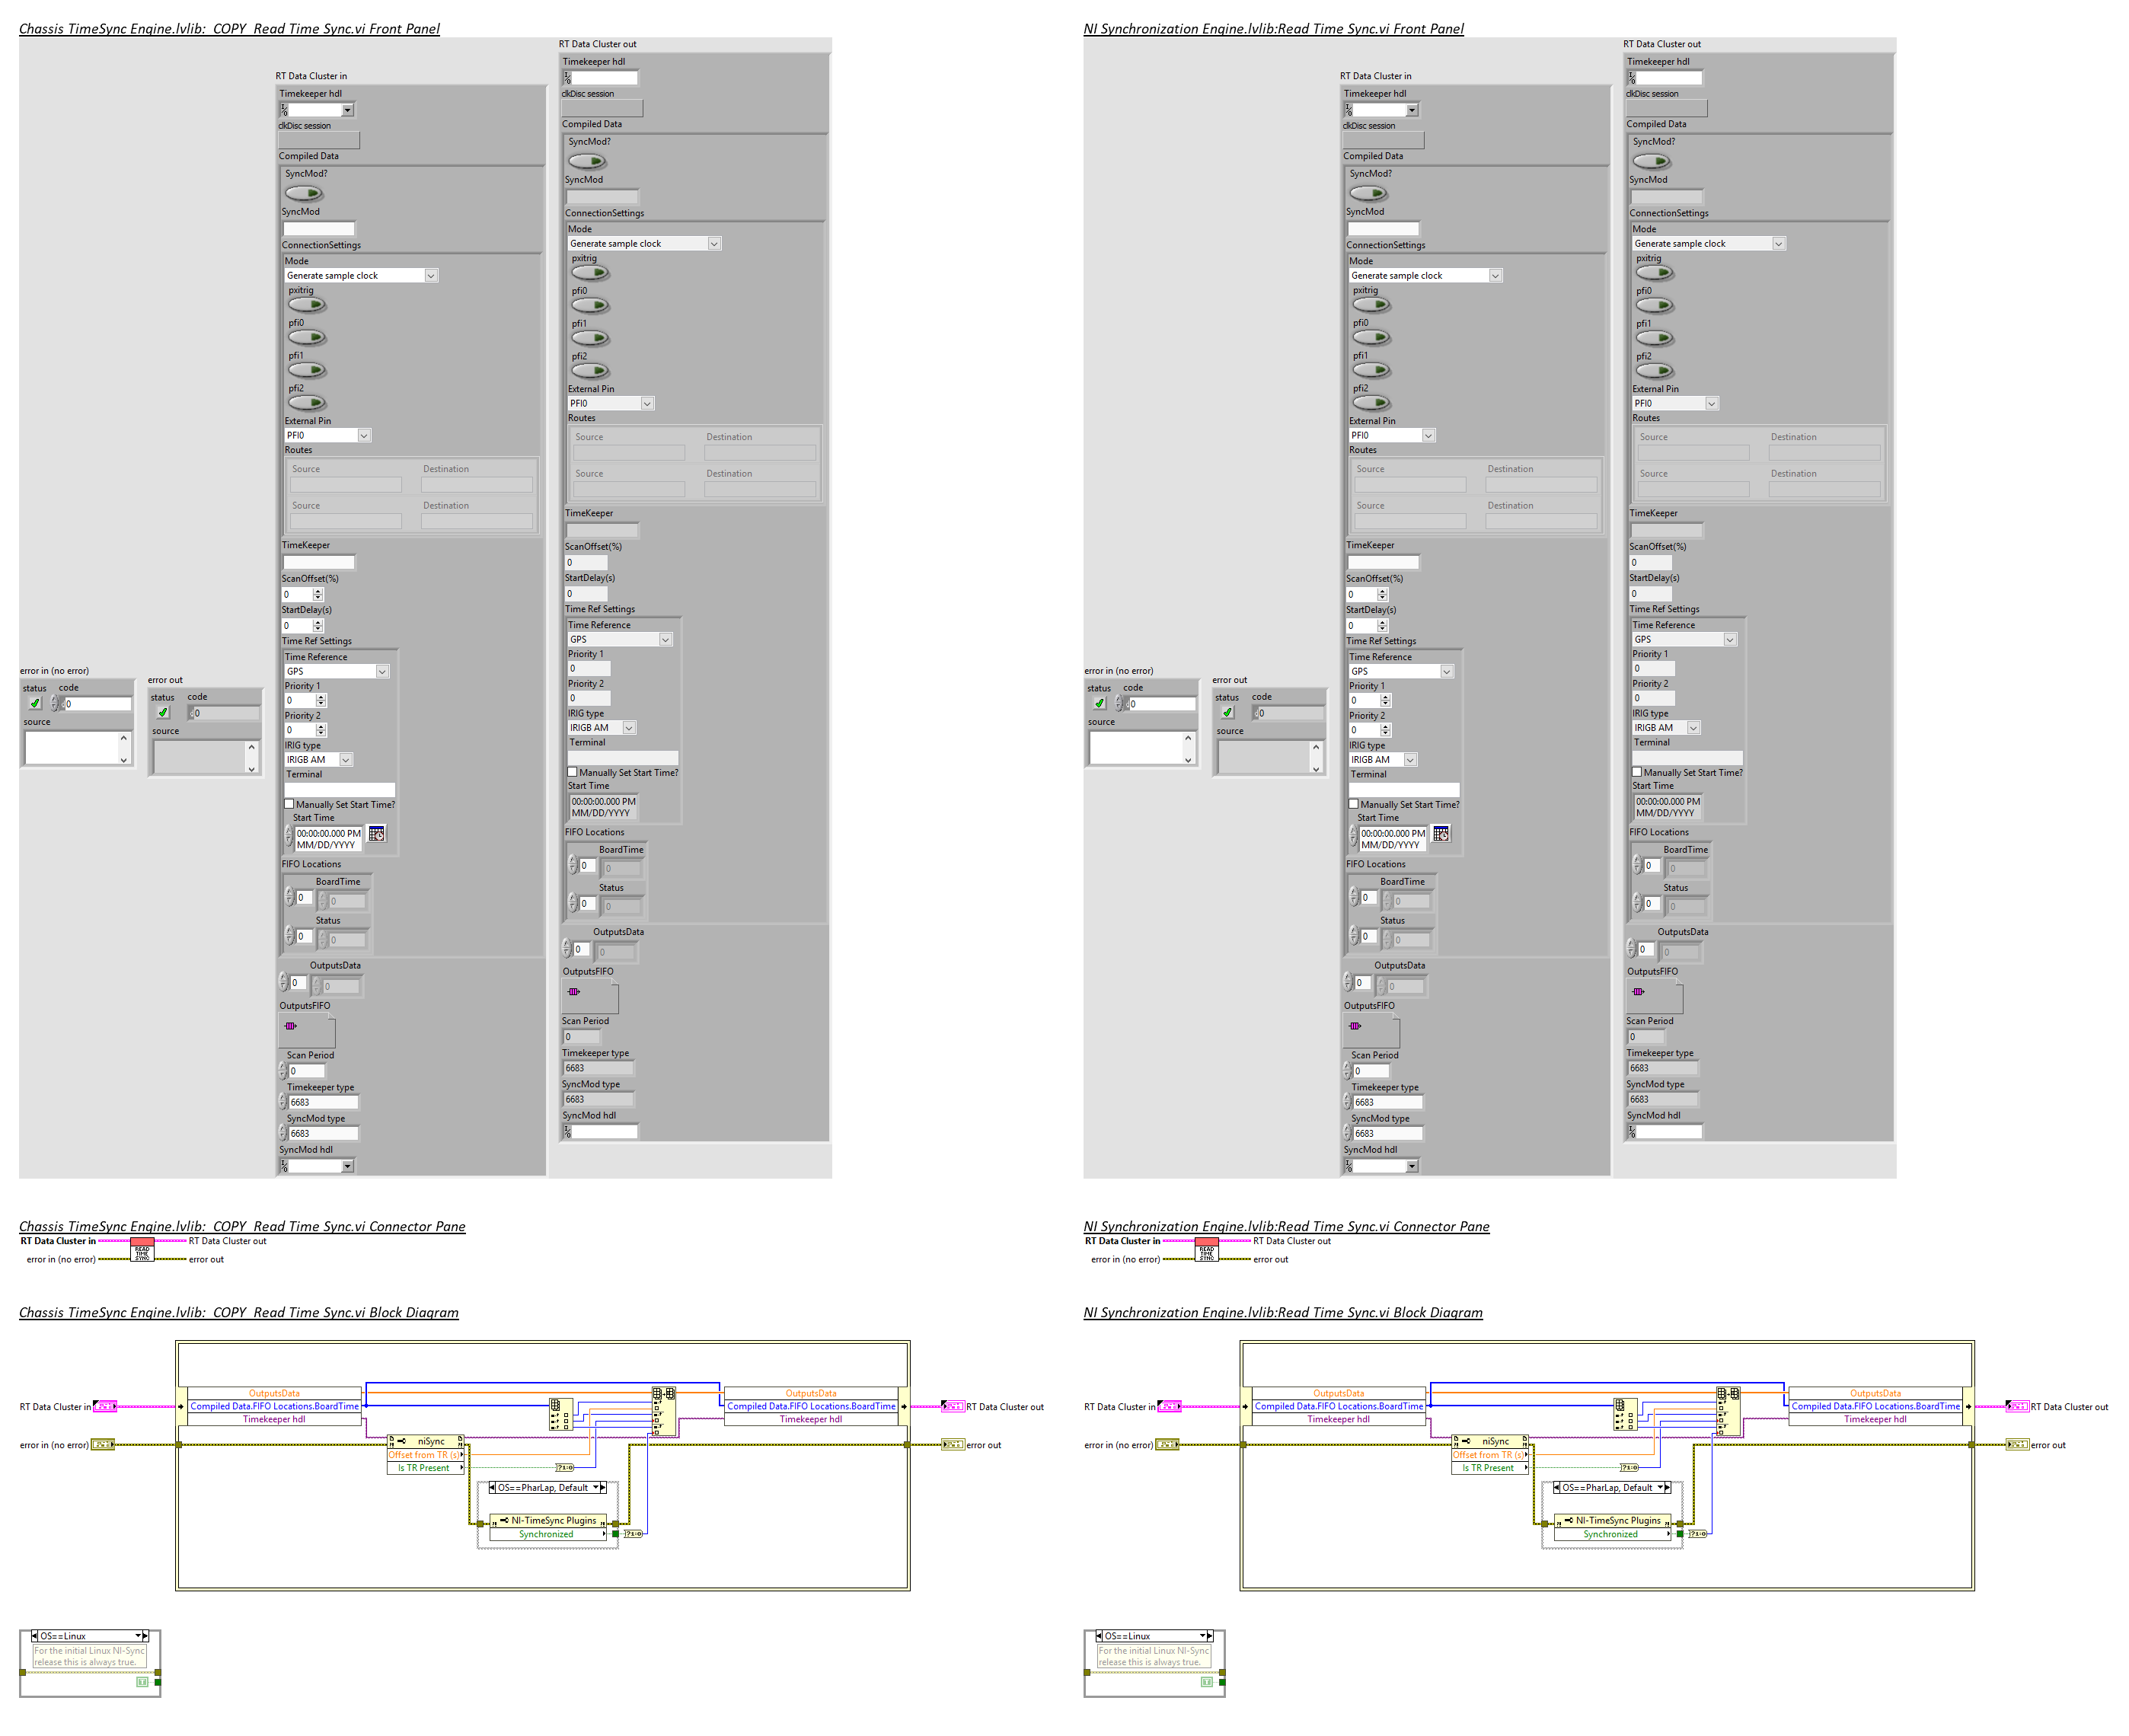 Chassis TimeSync Engine.lvlib:  COPY  Read Time Sync.vi Front Panel
RT Data Cluster in
Timekeeper hdl
clkDisc session
Compiled Data
SyncMod?
SyncMod
ConnectionSettings
Mode
Generate sample clock
pxitrig
pfi0
pfi1
pfi2
External Pin
PFI0
Routes
Source Destination
Source Destination
TimeKeeper
ScanOffset(%)
0
StartDelay(s)
0
Time Ref Settings
Time Reference
GPS
Priority 1
0
Priority 2
0
IRIG type
IRIGB AM
Terminal
Manually Set Start Time?
Start Time
00:00:00.000 PM
MM/DD/YYYY
FIFO Locations
BoardTime
0 0
Status
0 0
OutputsData
0 0
OutputsFIFO
Scan Period
0
Timekeeper type
6683
SyncMod type
6683
SyncMod hdl
error in (no error)
status code
0
source
error out
status code
0
source
RT Data Cluster out
Timekeeper hdl
clkDisc session
Compiled Data
SyncMod?
SyncMod
ConnectionSettings
Mode
Generate sample clock
pxitrig
pfi0
pfi1
pfi2
External Pin
PFI0
Routes
Source Destination
Source Destination
TimeKeeper
ScanOffset(%)
0
StartDelay(s)
0
Time Ref Settings
Time Reference
GPS
Priority 1
0
Priority 2
0
IRIG type
IRIGB AM
Terminal
Manually Set Start Time?
Start Time
00:00:00.000 PM
MM/DD/YYYY
FIFO Locations
BoardTime
0 0
Status
0 0
OutputsData
0 0
OutputsFIFO
Scan Period
0
Timekeeper type
6683
SyncMod type
6683
SyncMod hdl
Chassis TimeSync Engine.lvlib:  COPY  Read Time Sync.vi Connector Pane
RT Data Cluster in RT Data Cluster out
READ
TIME
SYNC
error in (no error) error out
Chassis TimeSync Engine.lvlib:  COPY  Read Time Sync.vi Block Diagram
OutputsData OutputsData
RT Data Cluster in Compiled Data.FIFO Locations.BoardTime Compiled Data.FIFO Locations.BoardTime RT Data Cluster out
Timekeeper hdl Timekeeper hdl
error in (no error) niSync error out
Offset from TR (s)
Is TR Present ?1:0
OS==PharLap, Default
NI-TimeSync Plugins
Synchronized ?1:0
OS==Linux
For the initial Linux NI-Sync
release this is always true.
T
NI Synchronization Engine.lvlib:Read Time Sync.vi Front Panel
RT Data Cluster in
Timekeeper hdl
clkDisc session
Compiled Data
SyncMod?
SyncMod
ConnectionSettings
Mode
Generate sample clock
pxitrig
pfi0
pfi1
pfi2
External Pin
PFI0
Routes
Source Destination
Source Destination
TimeKeeper
ScanOffset(%)
0
StartDelay(s)
0
Time Ref Settings
Time Reference
GPS
Priority 1
0
Priority 2
0
IRIG type
IRIGB AM
Terminal
Manually Set Start Time?
Start Time
00:00:00.000 PM
MM/DD/YYYY
FIFO Locations
BoardTime
0 0
Status
0 0
OutputsData
0 0
OutputsFIFO
Scan Period
0
Timekeeper type
6683
SyncMod type
6683
SyncMod hdl
error in (no error)
status code
0
source
error out
status code
0
source
RT Data Cluster out
Timekeeper hdl
clkDisc session
Compiled Data
SyncMod?
SyncMod
ConnectionSettings
Mode
Generate sample clock
pxitrig
pfi0
pfi1
pfi2
External Pin
PFI0
Routes
Source Destination
Source Destination
TimeKeeper
ScanOffset(%)
0
StartDelay(s)
0
Time Ref Settings
Time Reference
GPS
Priority 1
0
Priority 2
0
IRIG type
IRIGB AM
Terminal
Manually Set Start Time?
Start Time
00:00:00.000 PM
MM/DD/YYYY
FIFO Locations
BoardTime
0 0
Status
0 0
OutputsData
0 0
OutputsFIFO
Scan Period
0
Timekeeper type
6683
SyncMod type
6683
SyncMod hdl
NI Synchronization Engine.lvlib:Read Time Sync.vi Connector Pane
RT Data Cluster in RT Data Cluster out
READ
TIME
SYNC
error in (no error) error out
NI Synchronization Engine.lvlib:Read Time Sync.vi Block Diagram
OutputsData OutputsData
RT Data Cluster in Compiled Data.FIFO Locations.BoardTime Compiled Data.FIFO Locations.BoardTime RT Data Cluster out
Timekeeper hdl Timekeeper hdl
error in (no error) niSync error out
Offset from TR (s)
Is TR Present ?1:0
OS==PharLap, Default
NI-TimeSync Plugins
Synchronized ?1:0
OS==Linux
For the initial Linux NI-Sync
release this is always true.
T